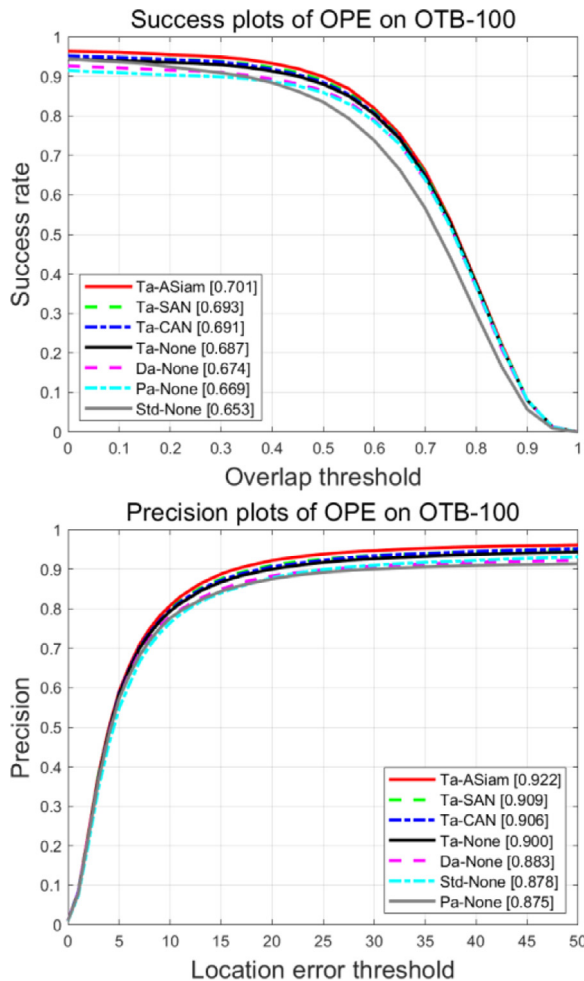 Success plots of OPE on OTB-100
1
0.9
0.8
0.7
0.6
0.5
0.4
0.3
0.2
0.1
0
Success rate
Ta-ASiam [0.701]
Ta-SAN [0.693]
Ta-CAN [0.691]
Ta-None [0.687]
Da-None [0.674]
Pa-None [0.669]
Std-None [0.653]
0 0.1 0.2 0.3 0.4 0.5 0.6 0.7 0.8 0.9 1
Overlap threshold
Precision plots of OPE on OTB-100
1
0.9
0.8
0.7
0.6
0.5
0.4
0.3
0.2
0.1
0
Precision
Ta-ASiam [0.922]
Ta-SAN [0.909]
Ta-CAN [0.906]
Ta-None [0.900]
Da-None [0.883]
Std-None [0.878]
Pa-None [0.875]
0 5 10 15 20 25 30 35 40 45 50
Location error threshold